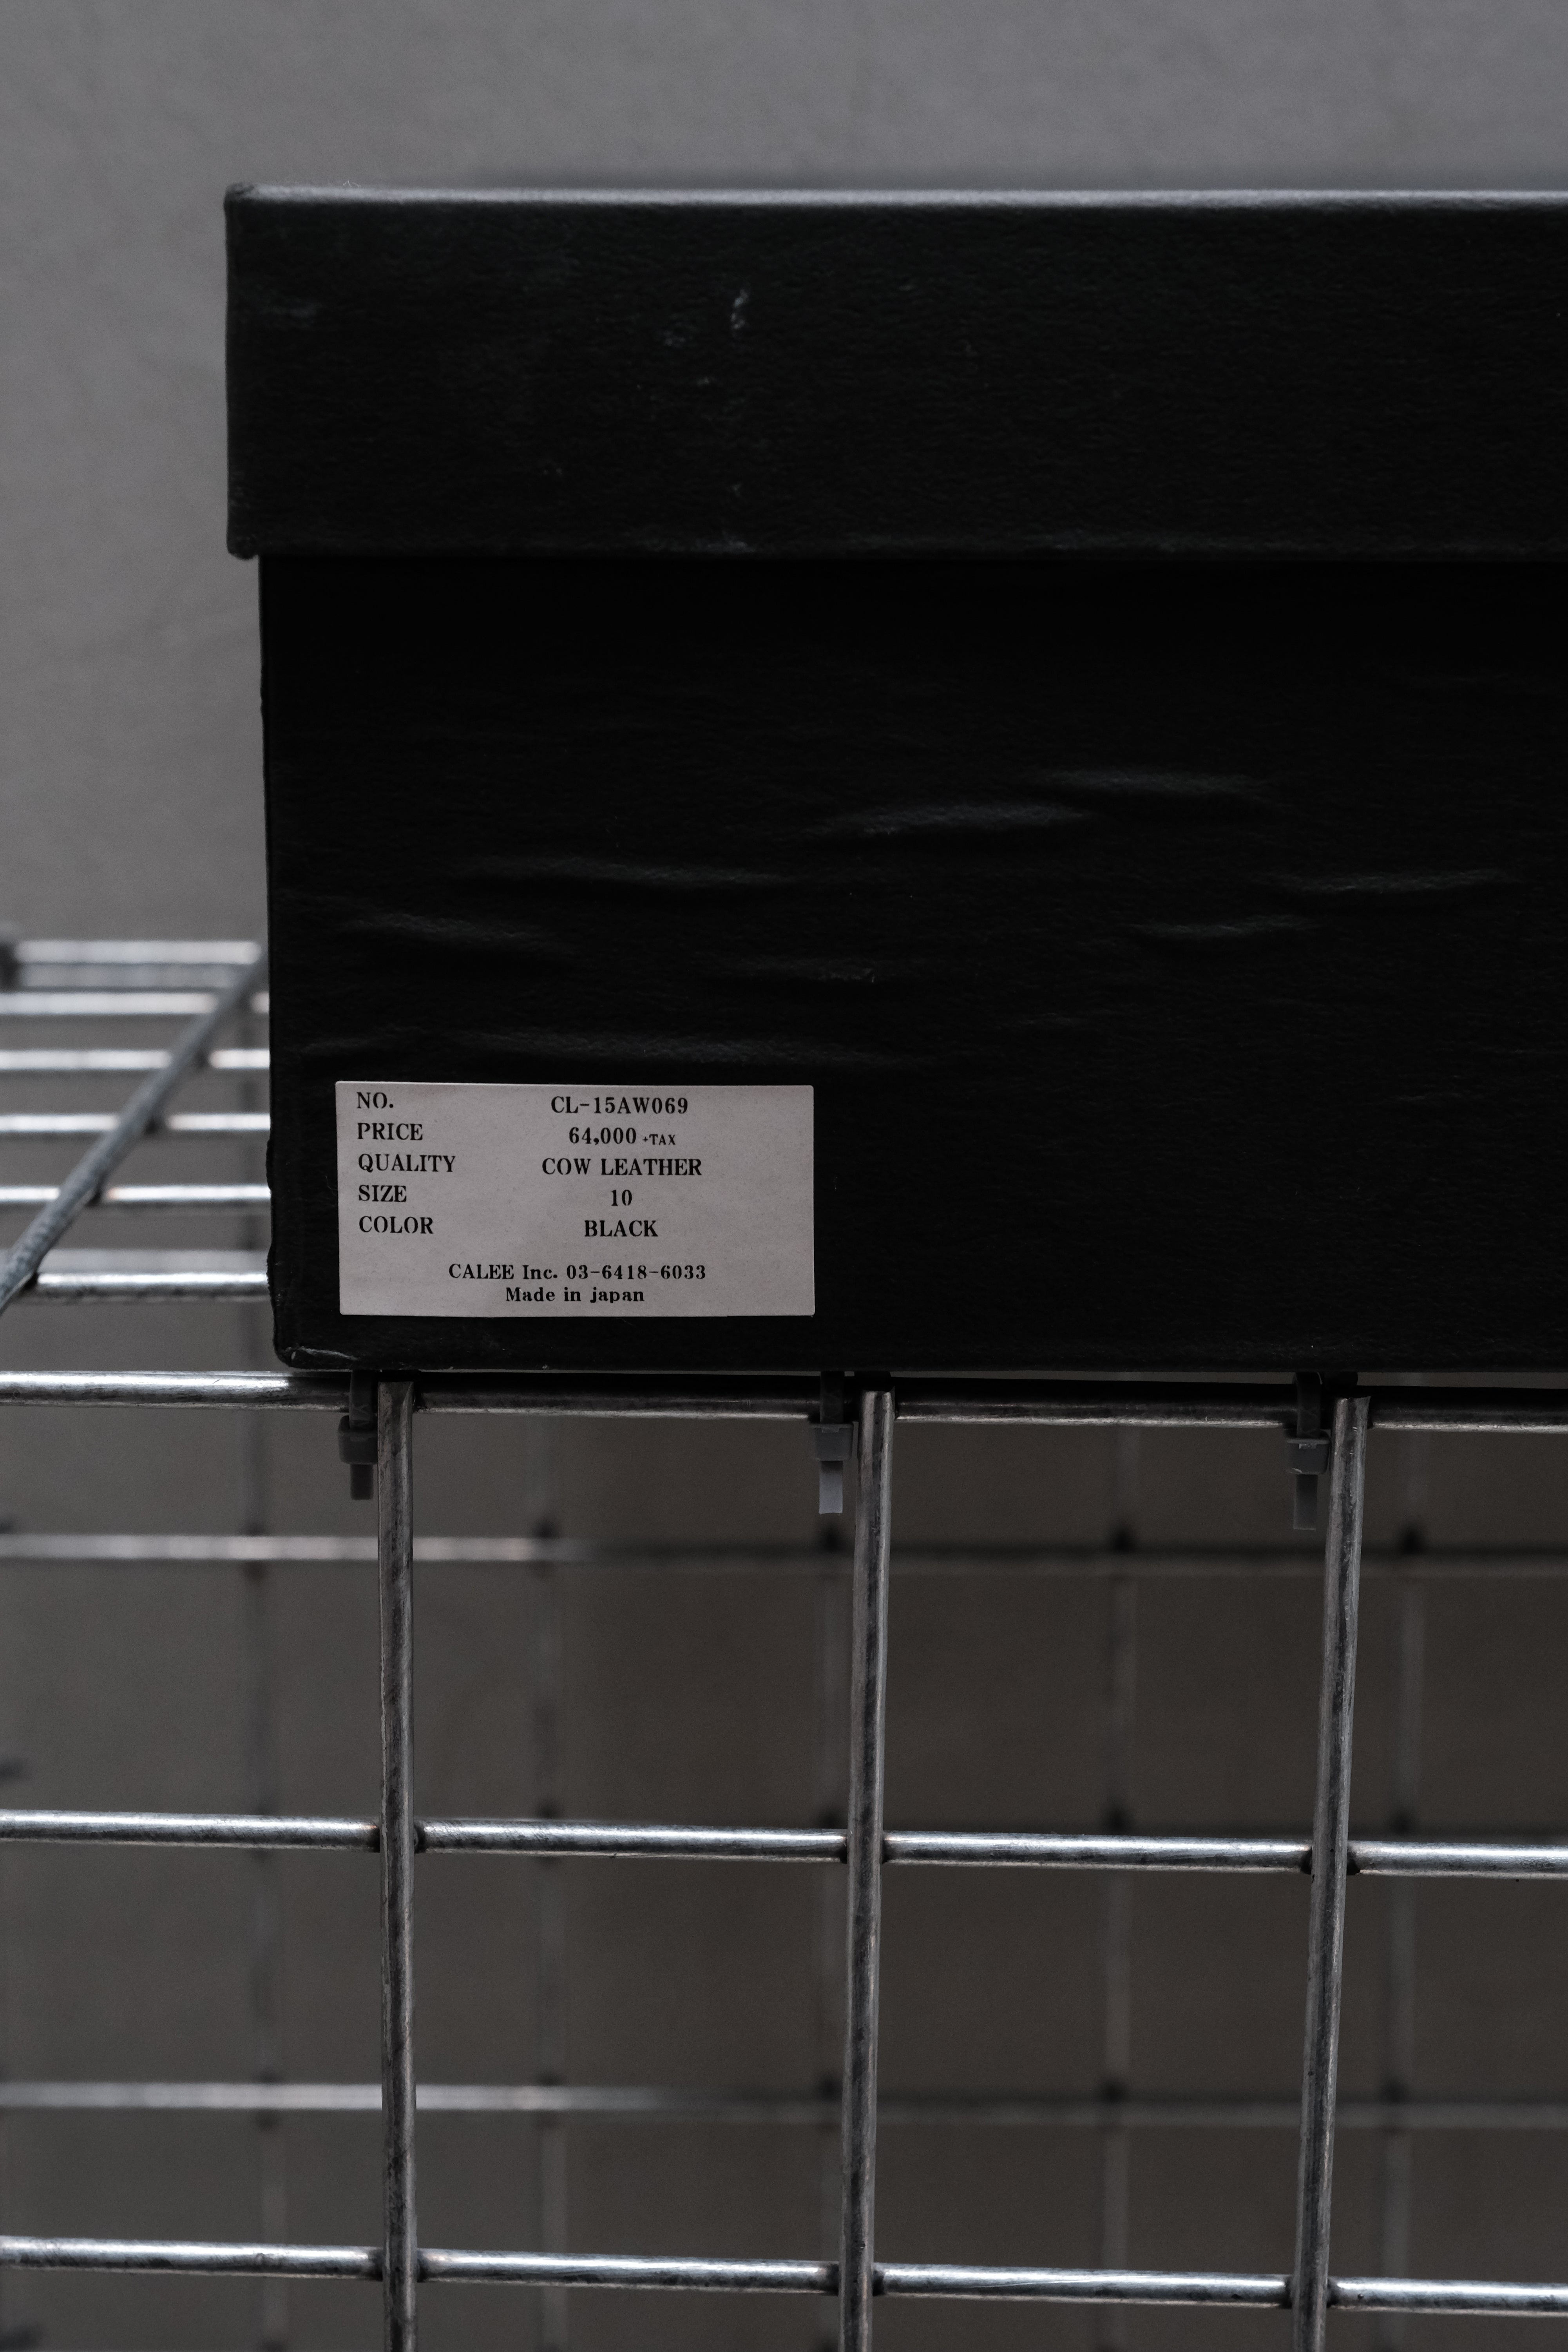 NO. CL-15AW069
PRICE 64,000 +TAX
QUALITY COW LEATHER
SIZE 10
COLOR BLACK
CALEE Inc. 03-6418-6033
Made in japan